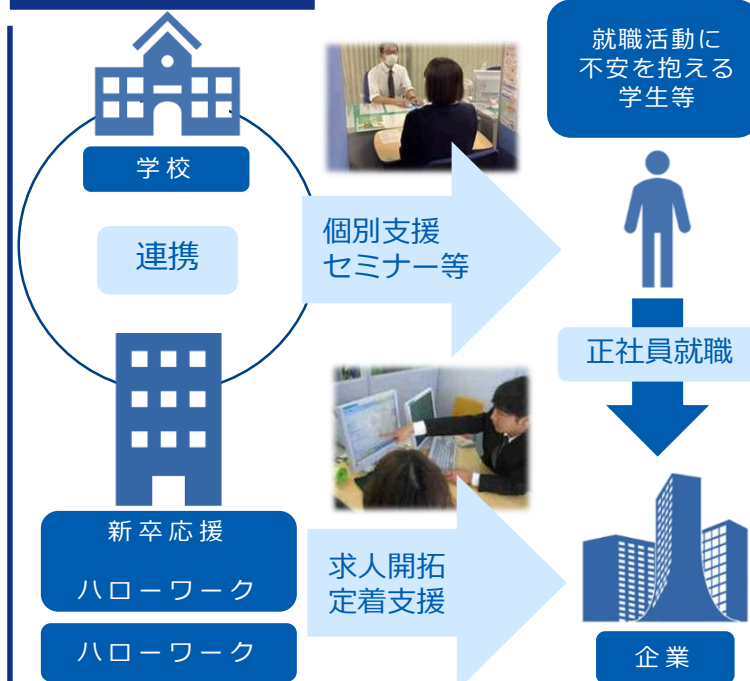 学校
連携
新卒応援
ハローワーク
ハローワーク
個別支援
セミナー等
求人開拓
定着支援
就職活動に
不安を抱える
学生等
正社員就職
企業